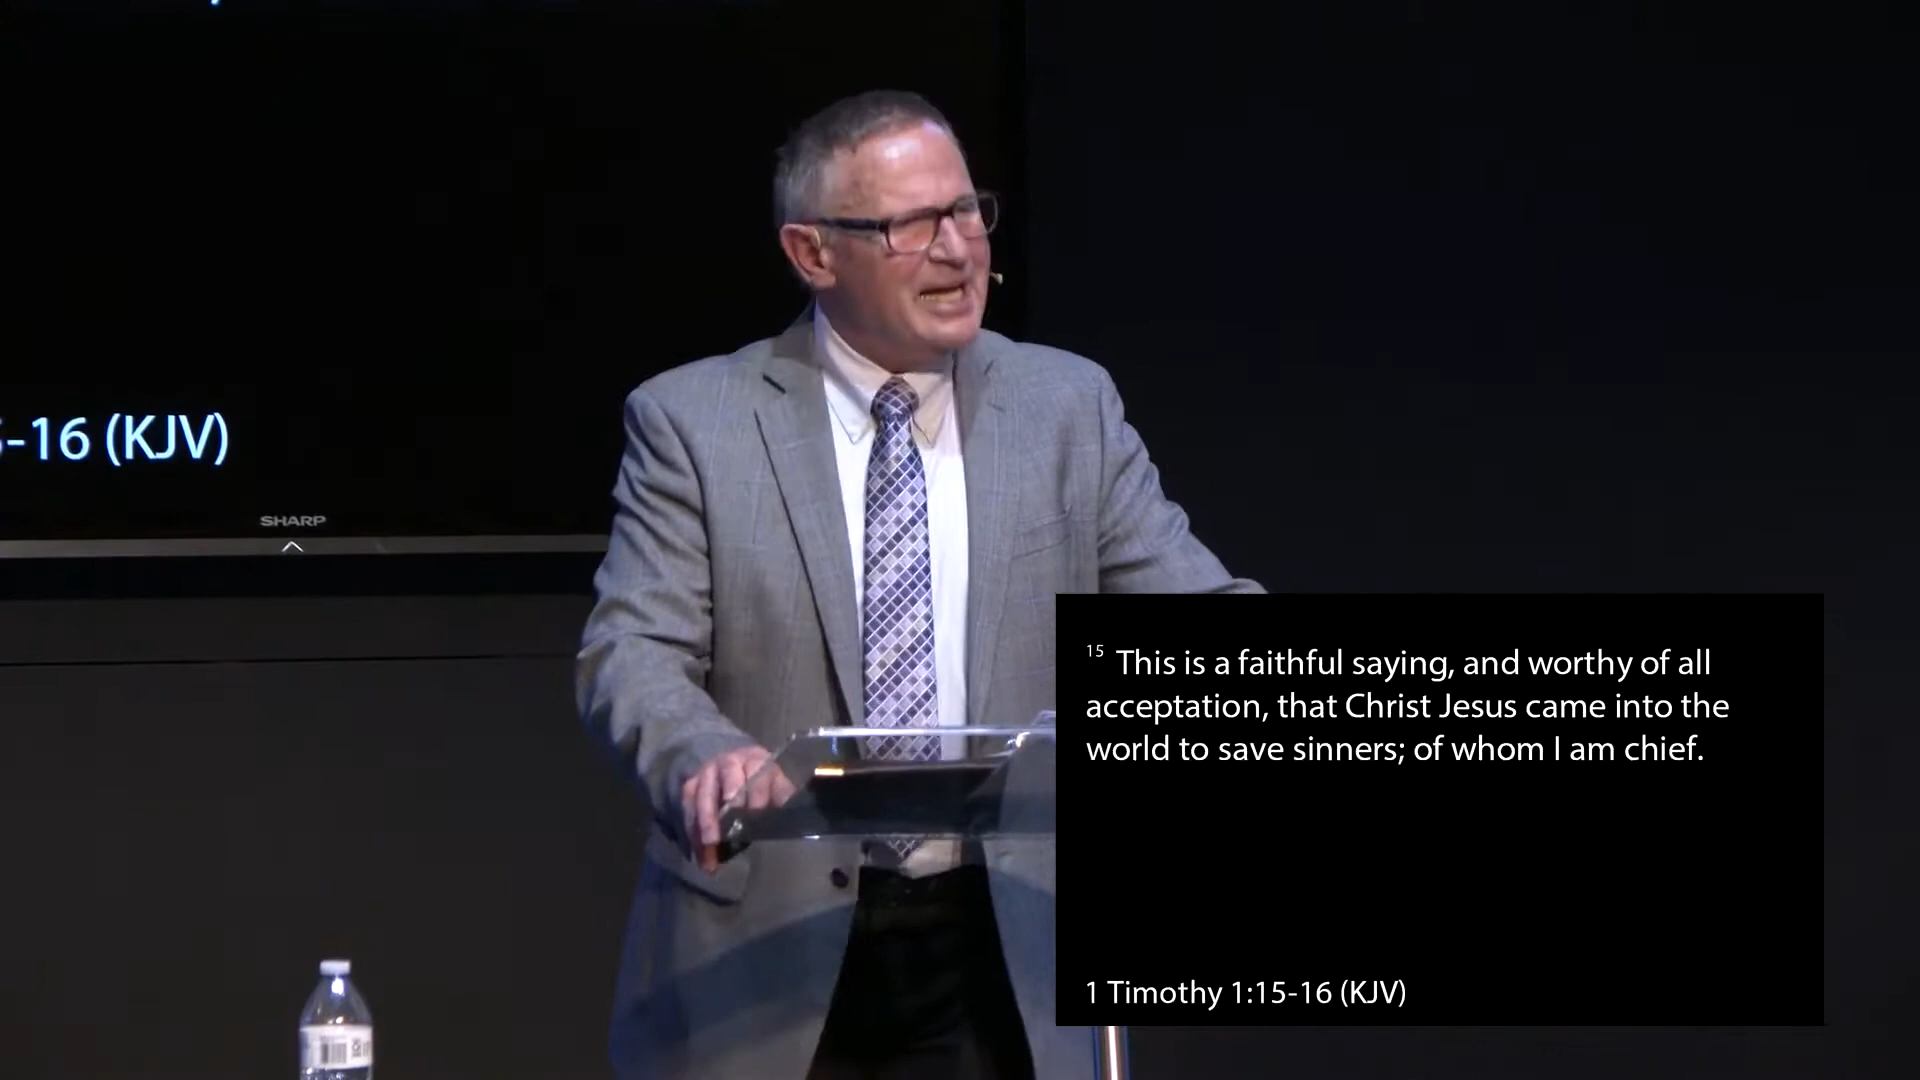 -16 (KJV)
SHARP
15 This is a faithful saying, and worthy of all
acceptation, that Christ Jesus came into the
world to save sinners; of whom I am chief.
1 Timothy 1:15-16 (KJV)